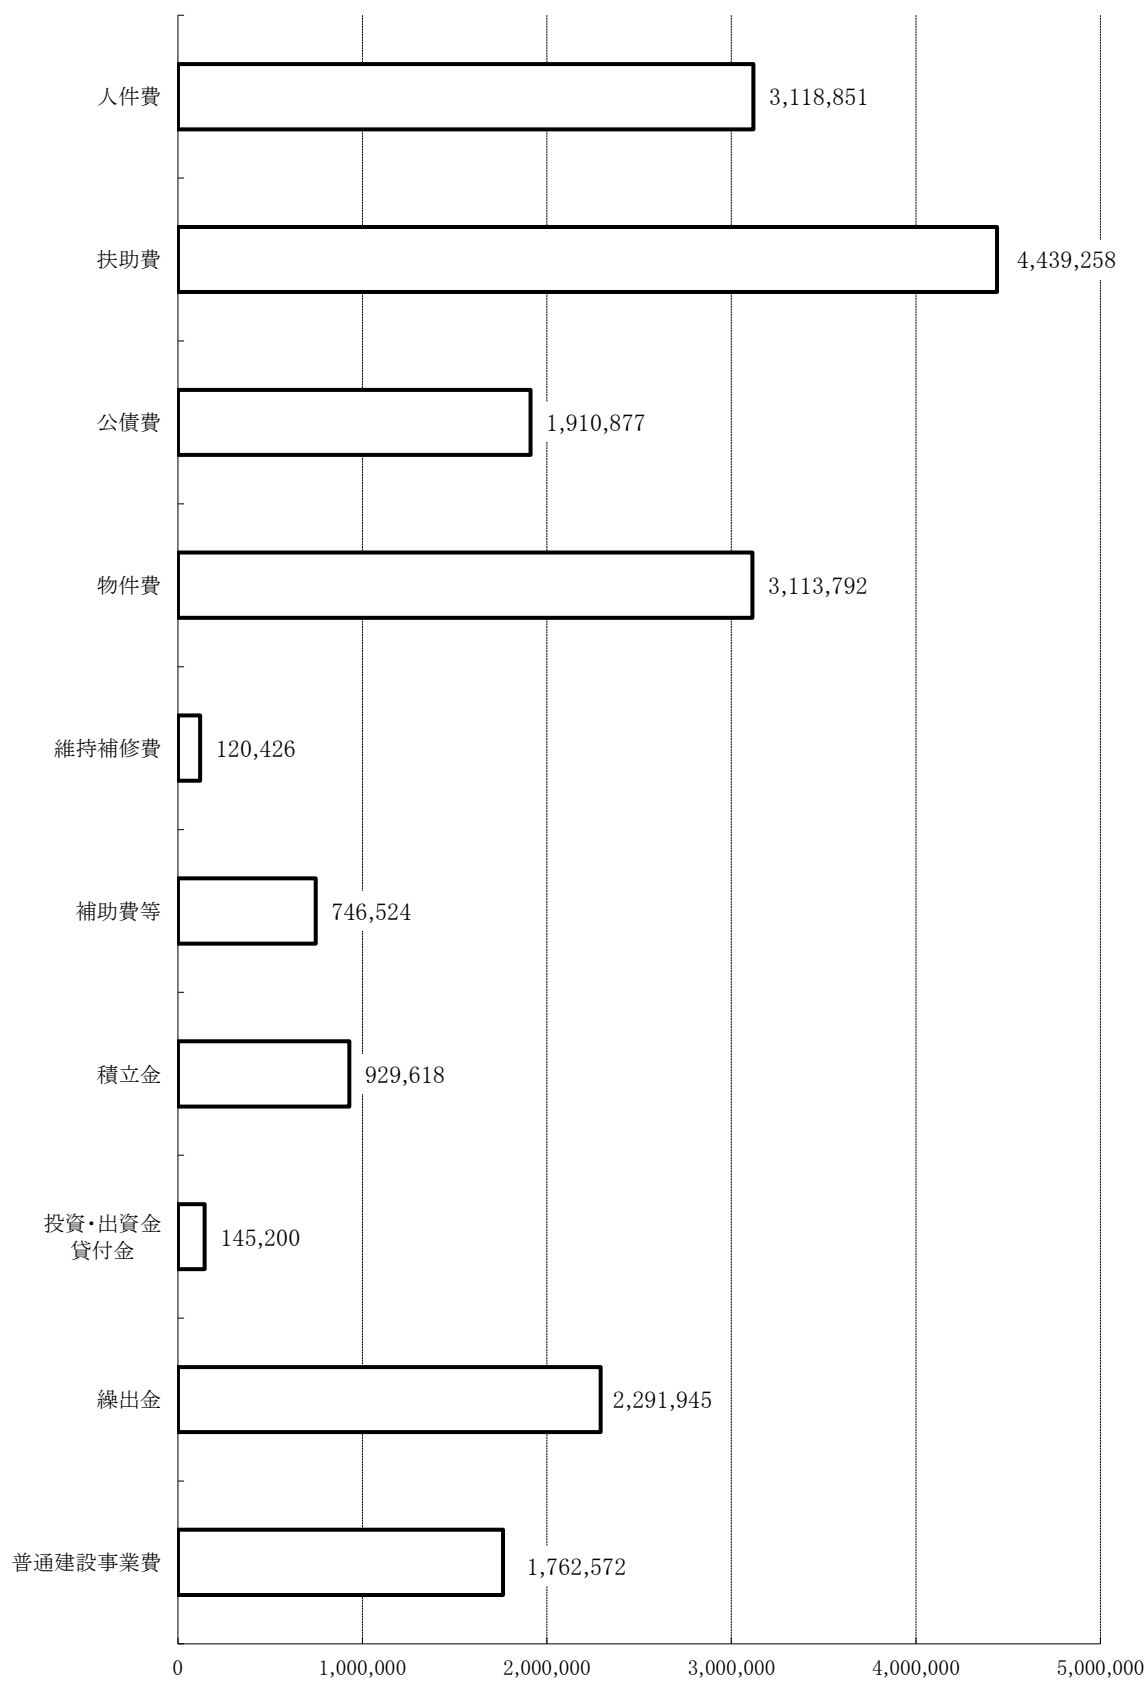 人件費
3,118,851
扶助費
4,439,258
公債費
1,910,877
物件費
3,113,792
維持補修費
120,426
補助費等
746,524
積立金
929,618
投資・出資金
貸付金
145,200
繰出金
2,291,945
普通建設事業費
1,762,572
0 1,000,000 2,000,000 3,000,000 4,000,000 5,000,000